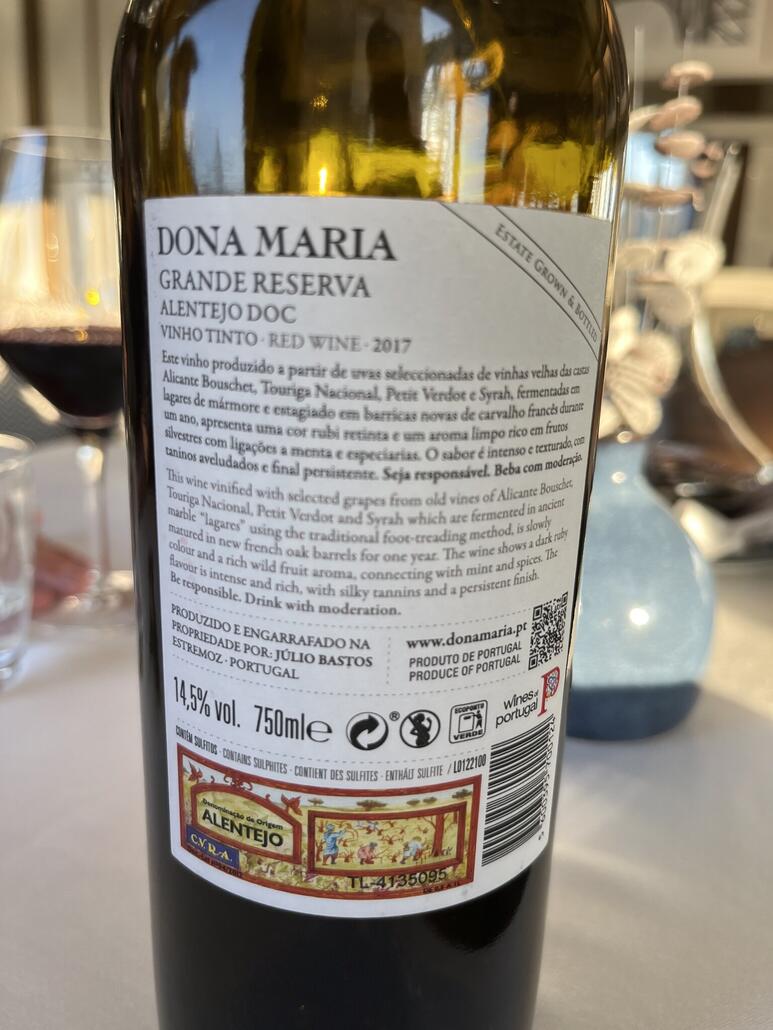 DONA MARIA
GRANDE RESERVA
ALENTEJO DOC
VINHO TINTO · RED WINE · 2017
ESTATE GROWN & BOTTLED
Este vinho produzido a partir de uvas seleccionadas de vinhas velhas das castas
Alicante Bouschet, Touriga Nacional, Petit Verdot e Syrah, fermentadas em
lagares de mármore e estagiado em barricas novas de carvalho francês durante
um ano, apresenta uma cor rubi retinta e um aroma limpo rico em frutos
silvestres com ligações a menta e especiarias. O sabor é intenso e texturado, com
taninos aveludados e final persistente. Seja responsável. Beba com moderação.
This wine vinified with selected grapes from old vines of Alicante Bouschet,
Touriga Nacional, Petit Verdot and Syrah which are fermented in ancient
marble "lagares" using the traditional foot-treading method, is slowly
matured in new french oak barrels for one year. The wine shows a dark ruby
colour and a rich wild fruit aroma, connecting with mint and spices. The
flavour is intense and rich, with silky tannins and a persistent finish.
Be responsible. Drink with moderation.
PRODUZIDO E ENGARRAFADO NA
PROPRIEDADE POR: JÚLIO BASTOS
ESTREMOZ · PORTUGAL
www.donamaria.pt
PRODUTO DE PORTUGAL
PRODUCE OF PORTUGAL
14,5% vol. 750ml e
®
ECOPONTO
VERDE
wines of
portugal
CONTÉM SULFITOS · CONTAINS SULPHITES · CONTIENT DES SULFITES · ENTHÄLT SULFITE / L0122100
Denominação de Origem
ALENTEJO
C.V.R.A.
TL-4135095